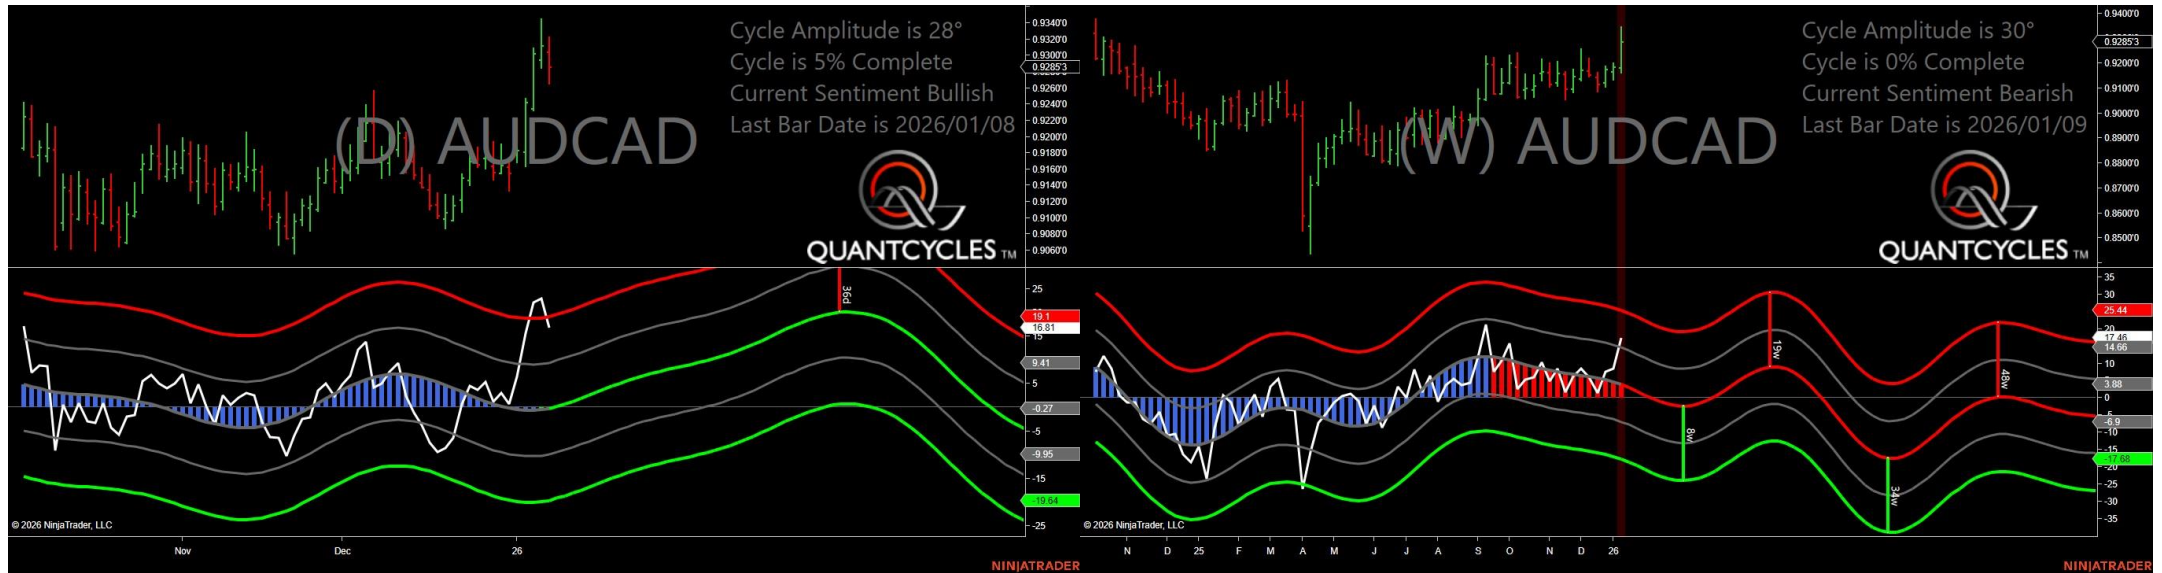 Cycle Amplitude is 28°
Cycle is 5% Complete
Current Sentiment Bullish
Last Bar Date is 2026/01/08
(D) AUDCAD
QUANTCYCLES TM
0.9340'0
0.9320'0
0.9300'0
0.9285'3
0.9260'0
0.9240'0
0.9220'0
0.9200'0
0.9180'0
0.9160'0
0.9140'0
0.9120'0
0.9100'0
0.9080'0
0.9060'0
36d
25
19.1
16.81
15
9.41
5
-0.27
-5
-9.95
-15
-19.64
-25
© 2026 NinjaTrader, LLC
Nov
Dec
26
NINJATRADER
Cycle Amplitude is 30°
Cycle is 0% Complete
Current Sentiment Bearish
Last Bar Date is 2026/01/09
(W) AUDCAD
QUANTCYCLES TM
0.9400'0
0.9285'3
0.9200'0
0.9100'0
0.9000'0
0.8900'0
0.8800'0
0.8700'0
0.8600'0
0.8500'0
8w
19w
34w
48w
35
30
25.44
20
17.46
14.66
10
3.88
0
-5
-6.9
-10
-15
-17.68
-20
-25
-30
-35
© 2026 NinjaTrader, LLC
N D 25 F M A M J J A S O N D 26
NINJATRADER